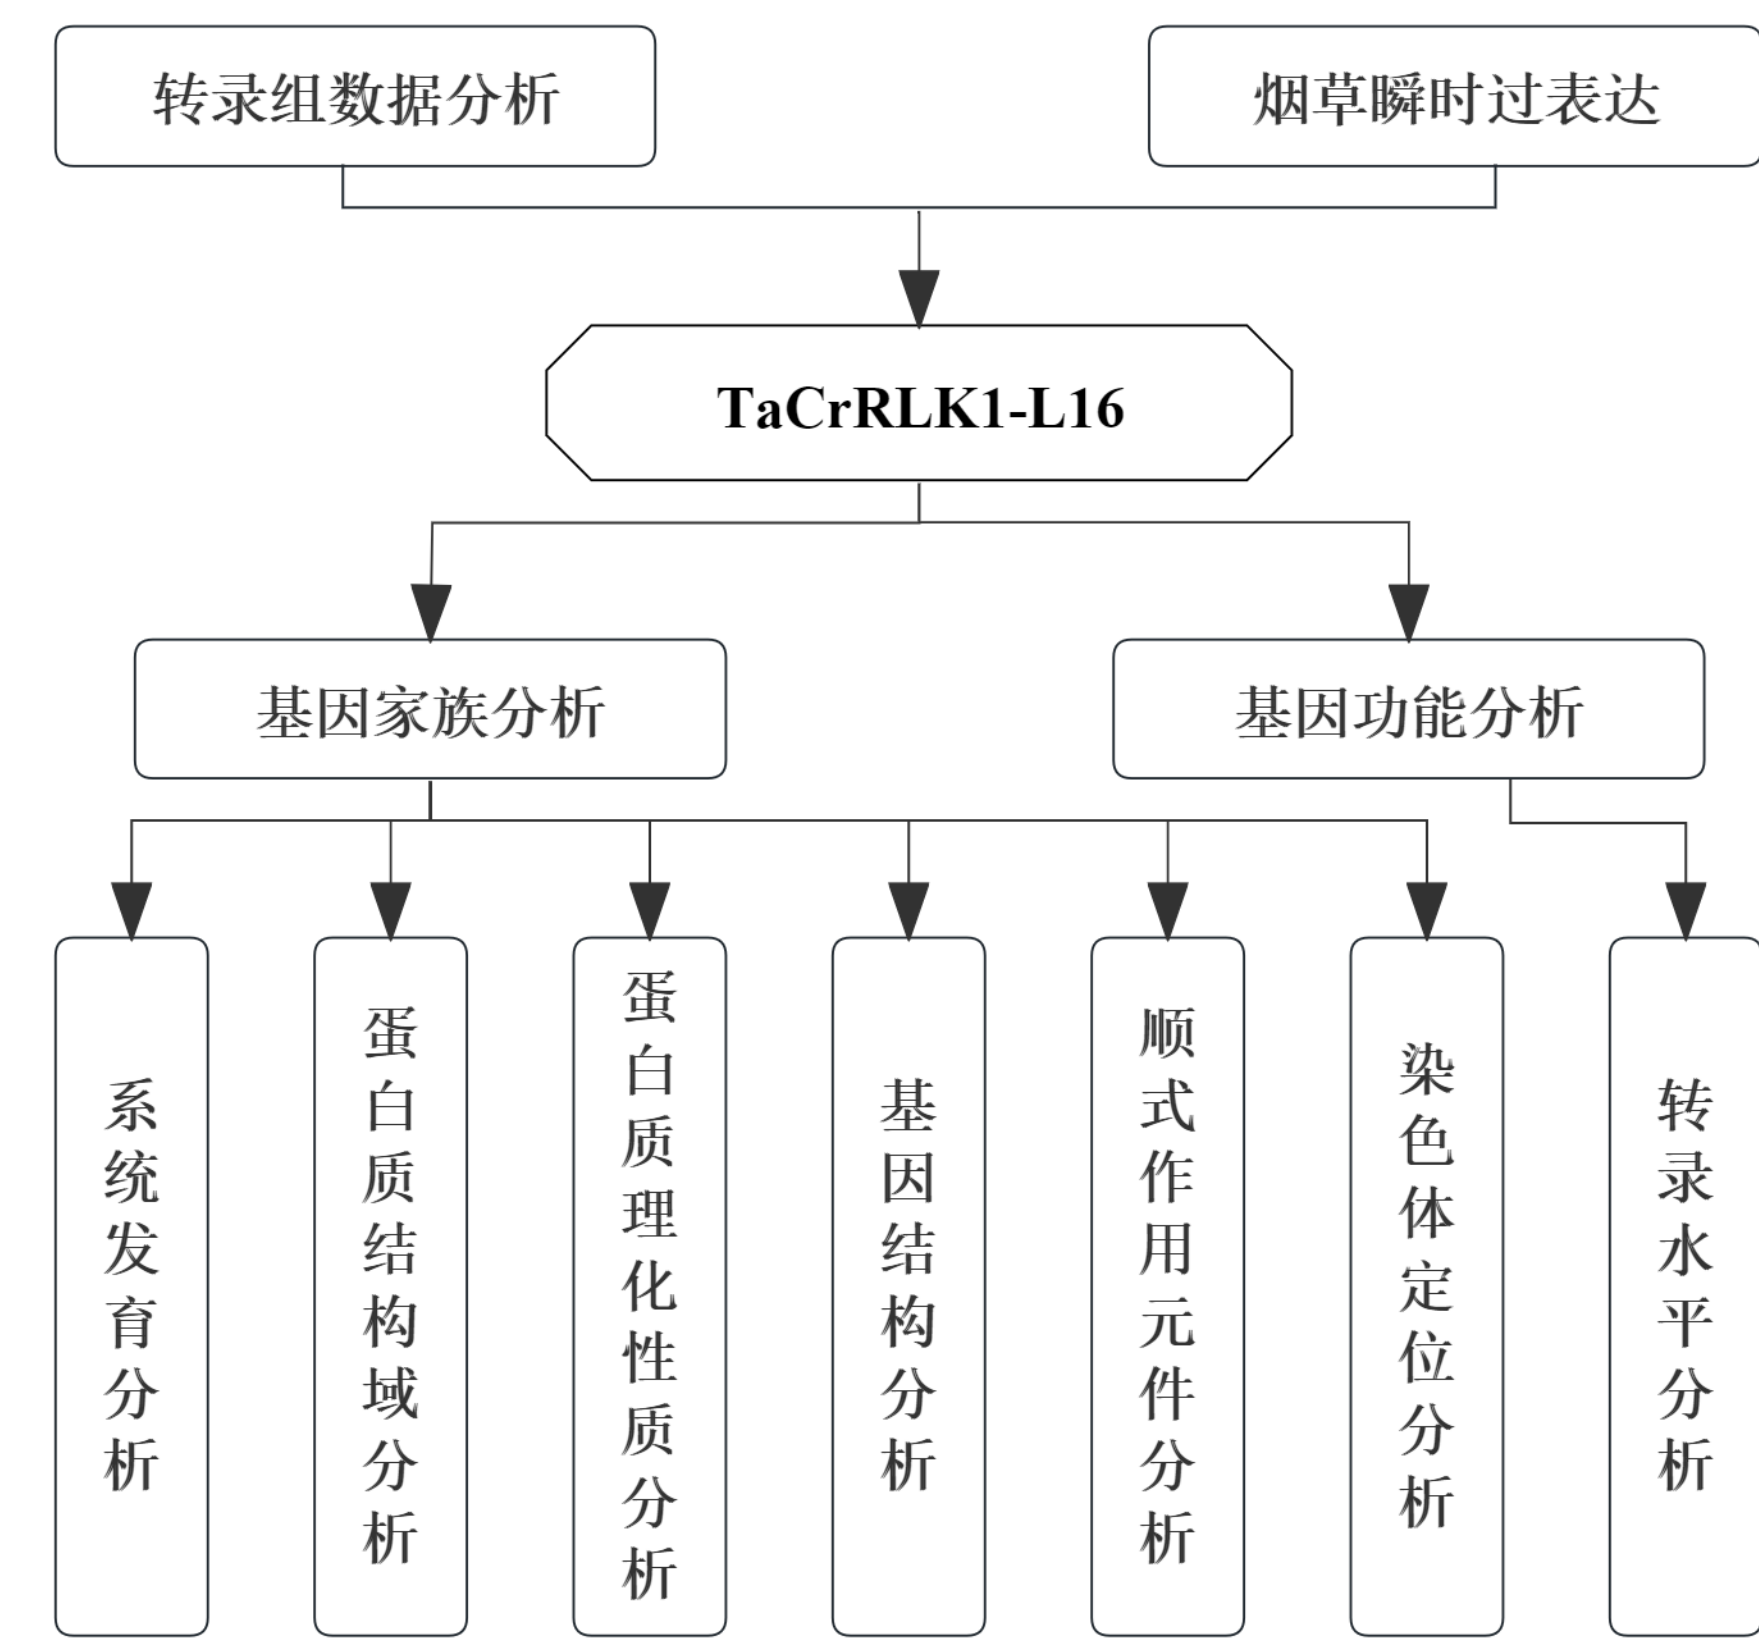 转录组数据分析
烟草瞬时过表达
TaCrRLK1-L16
基因家族分析
基因功能分析
系统发育分析
蛋白质结构域分析
蛋白质理化性质分析
基因结构分析
顺式作用元件分析
染色体定位分析
转录水平分析